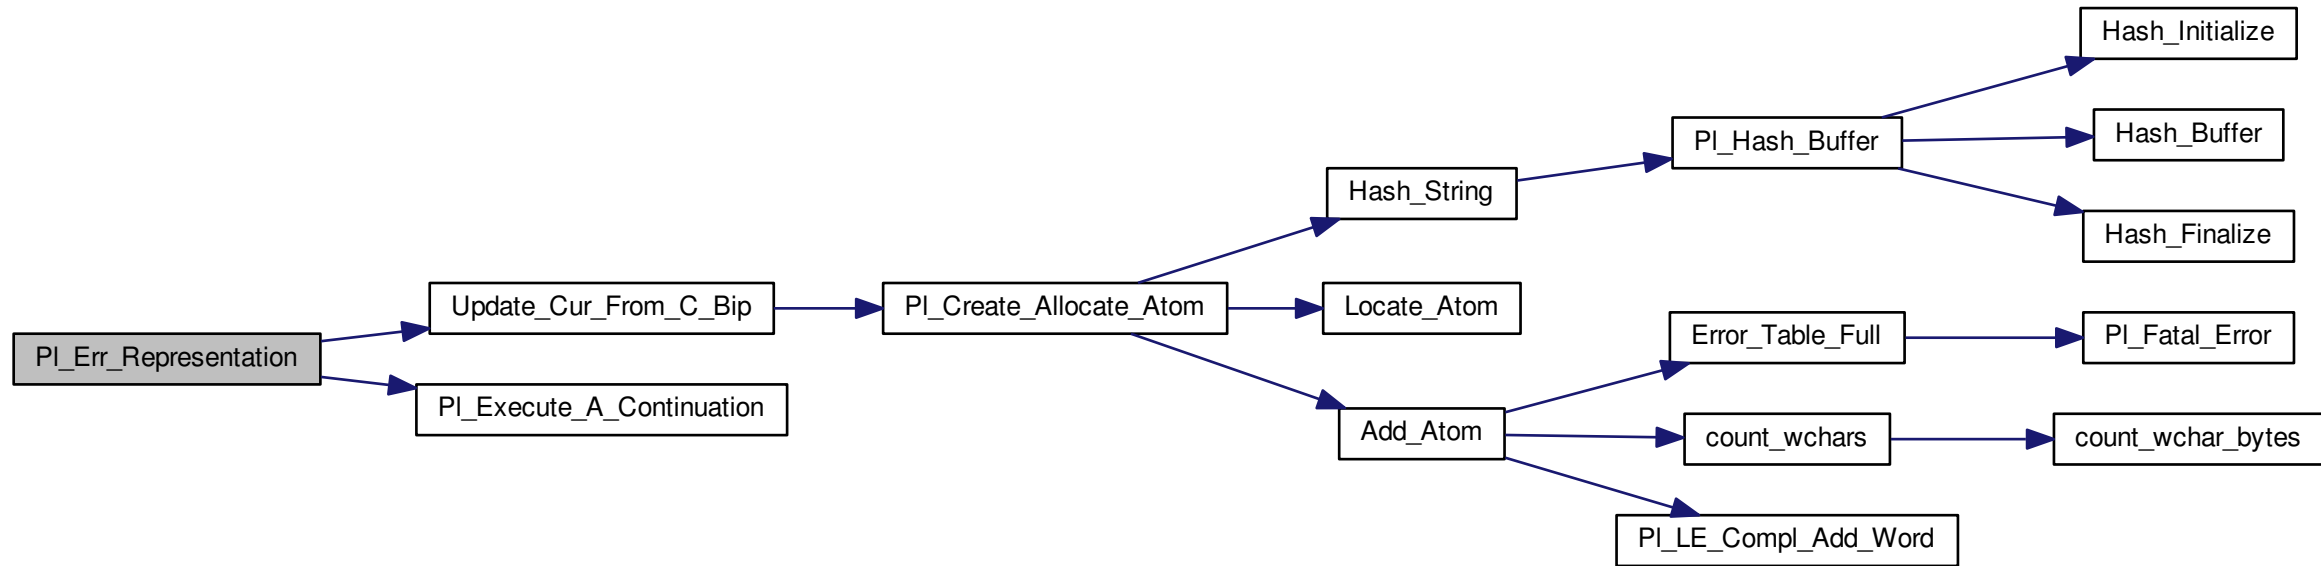 Pl_Err_Representation
Update_Cur_From_C_Bip
Pl_Execute_A_Continuation
Pl_Create_Allocate_Atom
Hash_String
Locate_Atom
Add_Atom
Pl_Hash_Buffer
Error_Table_Full
count_wchars
Pl_LE_Compl_Add_Word
Hash_Initialize
Hash_Buffer
Hash_Finalize
Pl_Fatal_Error
count_wchar_bytes